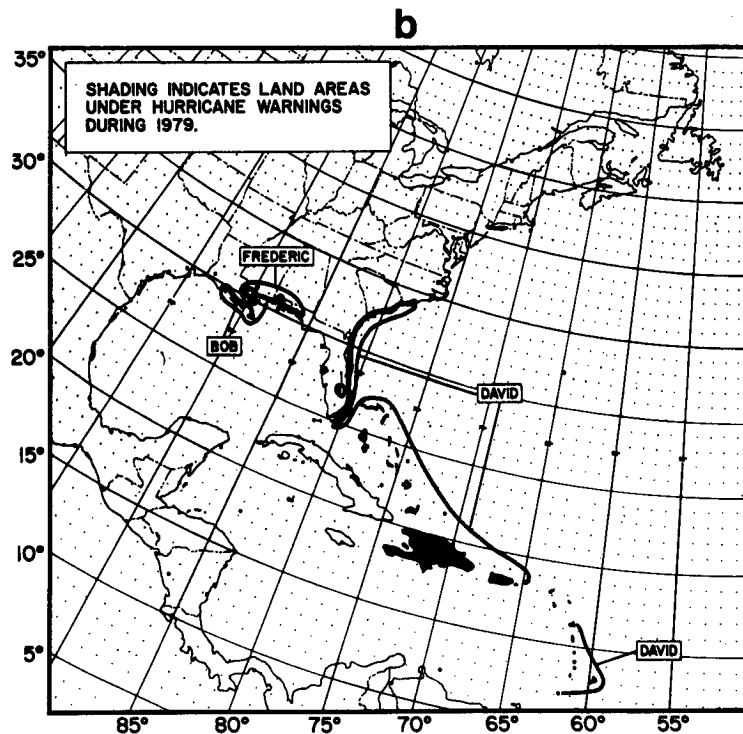 b
35°
SHADING INDICATES LAND AREAS
UNDER HURRICANE WARNINGS
DURING 1979.
30°
25°
FREDERIC
BOB
20°
DAVID
15°
10°
5°
DAVID
85° 80° 75° 70° 65° 60° 55°